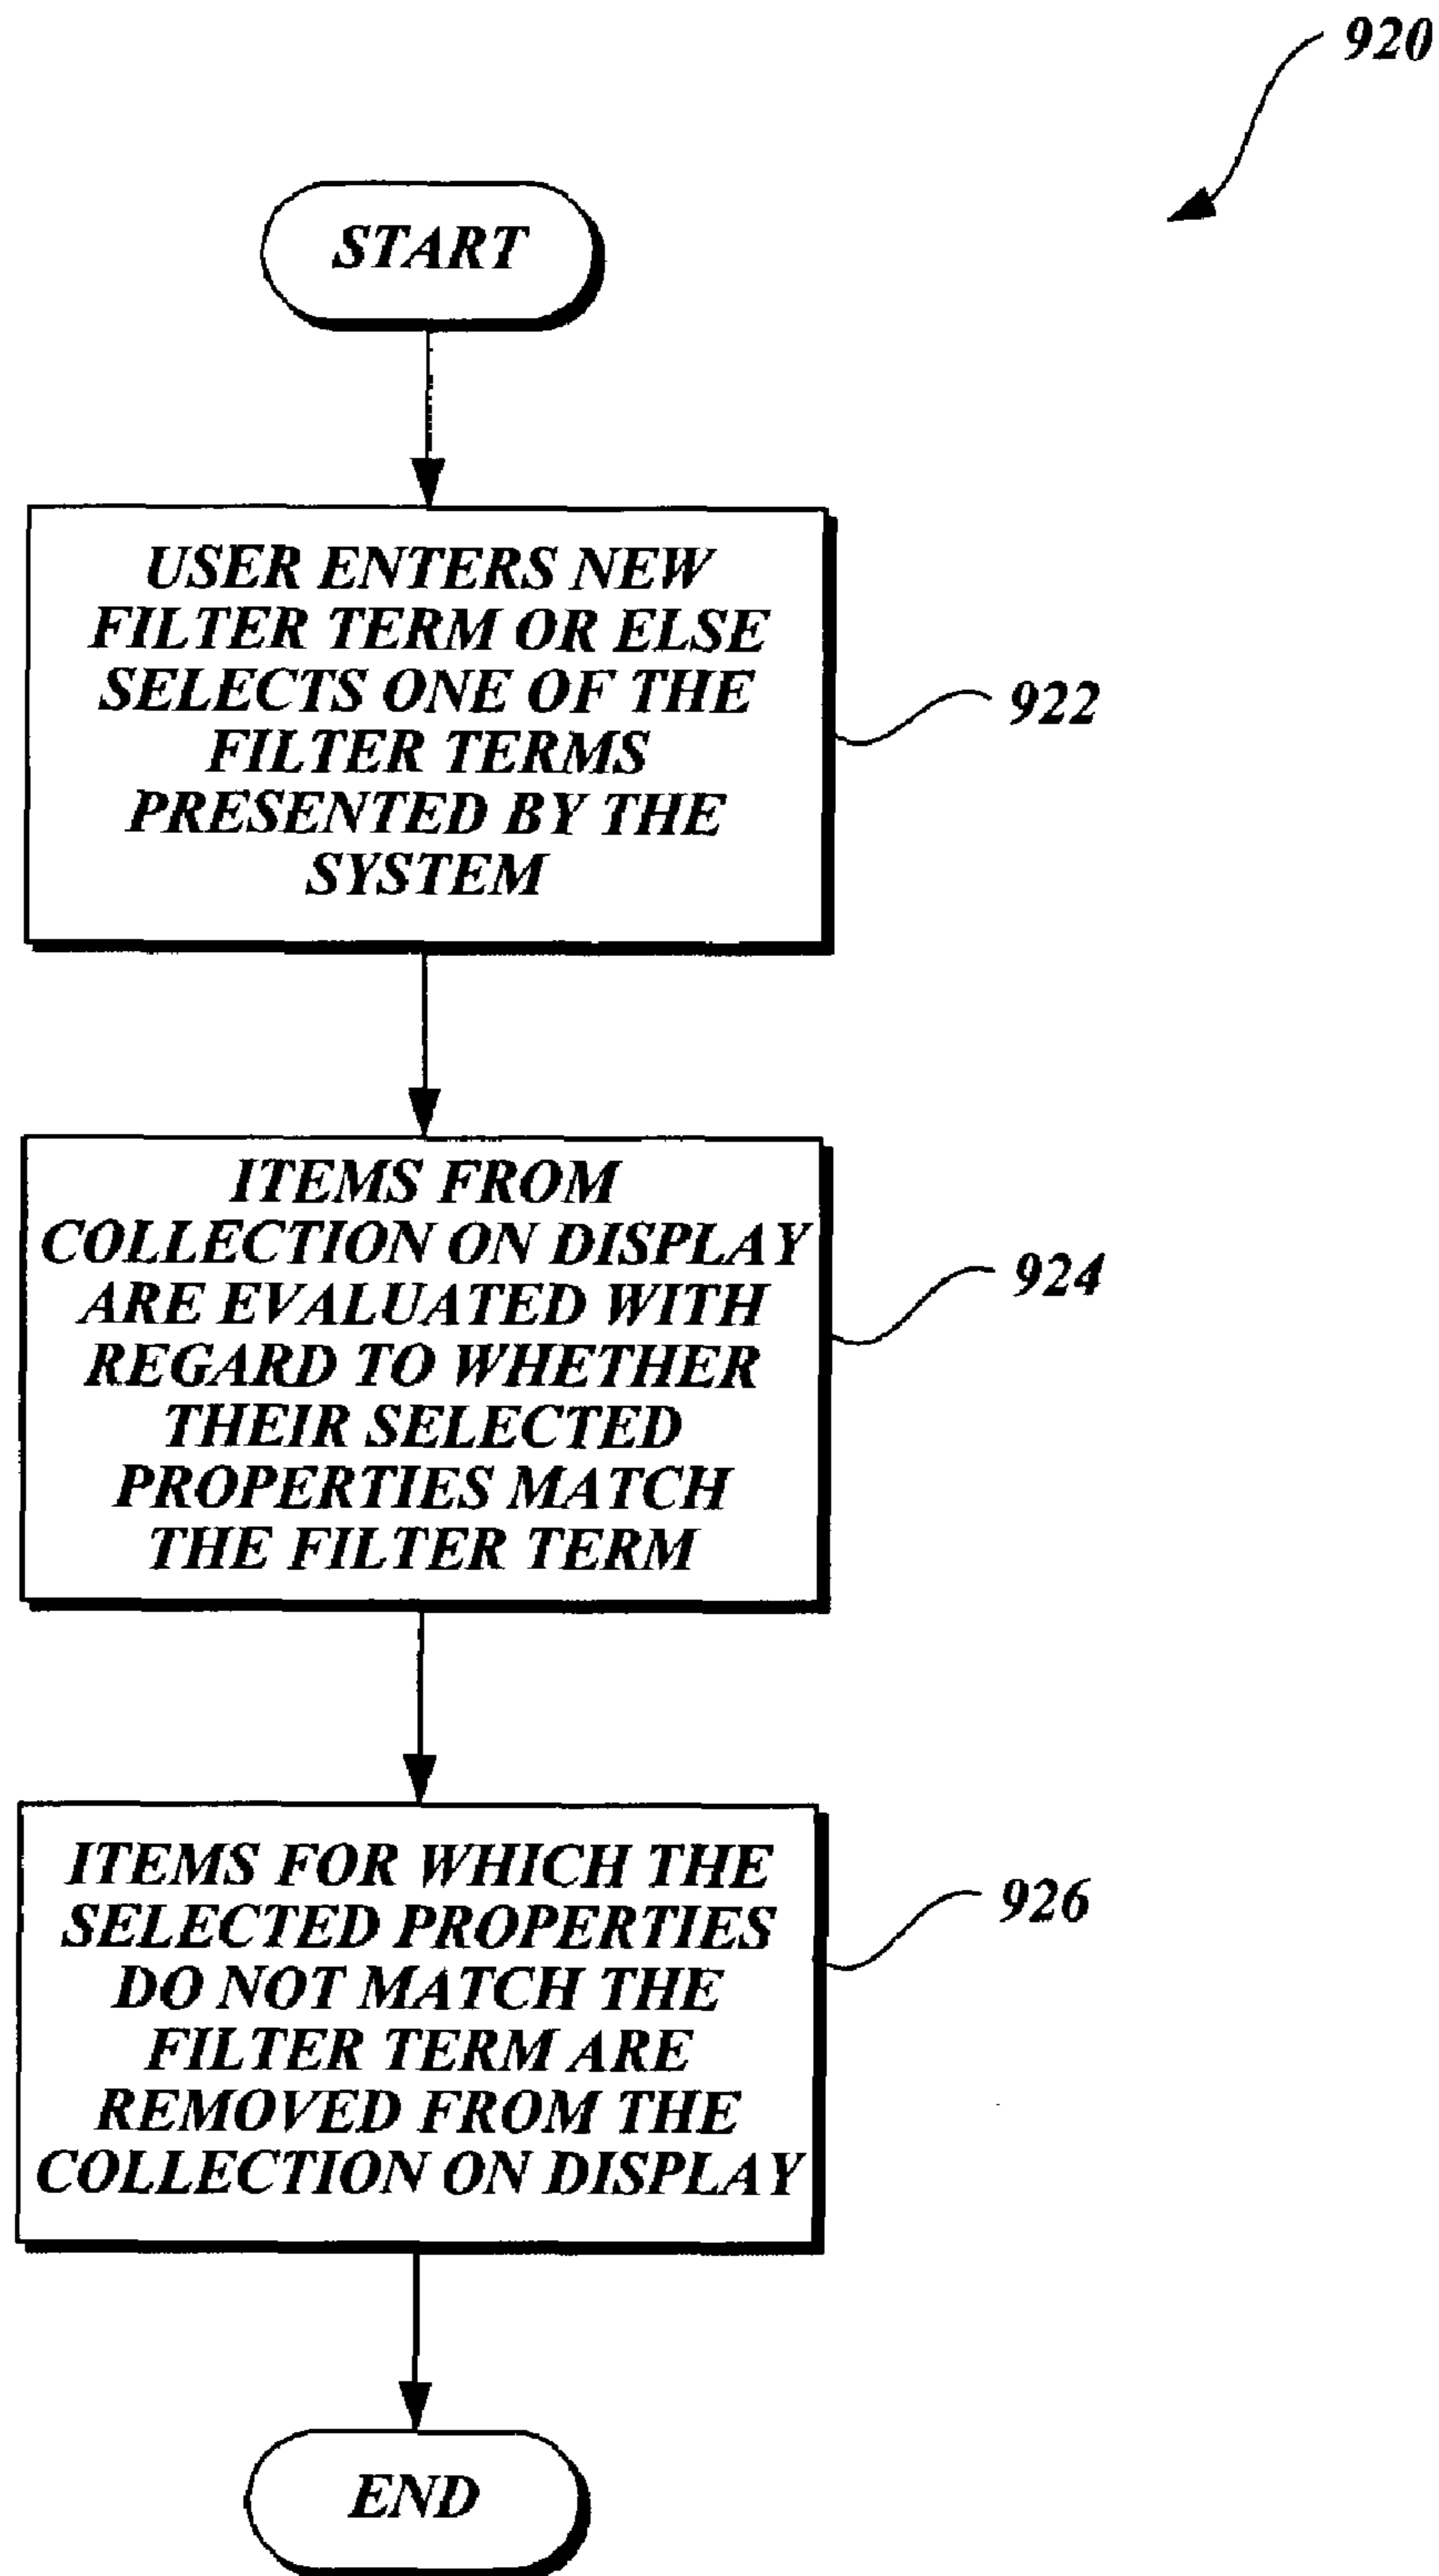 920
START
USER ENTERS NEW
FILTER TERM OR ELSE
SELECTS ONE OF THE
FILTER TERMS
PRESENTED BY THE
SYSTEM
922
ITEMS FROM
COLLECTION ON DISPLAY
ARE EVALUATED WITH
REGARD TO WHETHER
THEIR SELECTED
PROPERTIES MATCH
THE FILTER TERM
924
ITEMS FOR WHICH THE
SELECTED PROPERTIES
DO NOT MATCH THE
FILTER TERM ARE
REMOVED FROM THE
COLLECTION ON DISPLAY
926
END